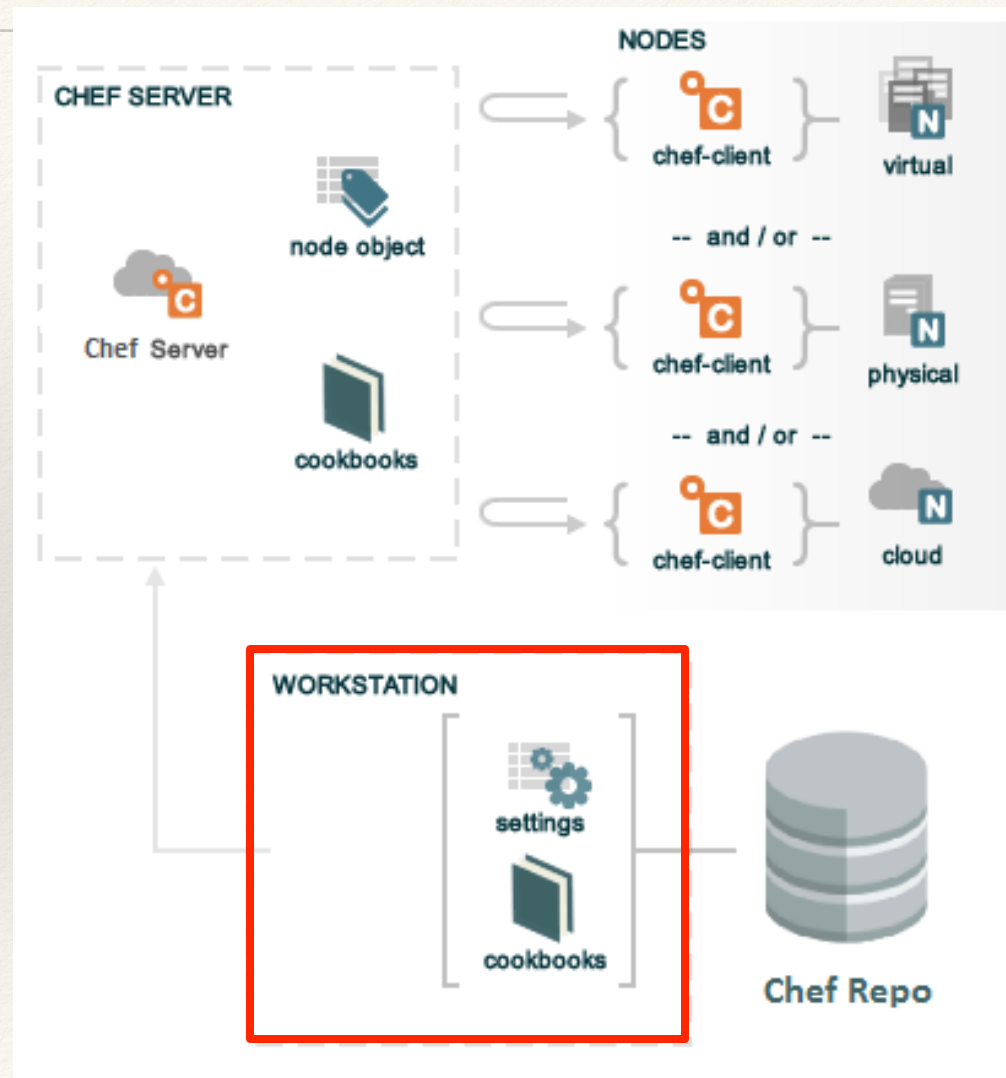 NODES
CHEF SERVER
C
chef-client
N
virtual
node object
-- and / or --
C
Chef Server
C
chef-client
N
physical
cookbooks
-- and / or --
C
chef-client
N
cloud
WORKSTATION
settings
cookbooks
Chef Repo